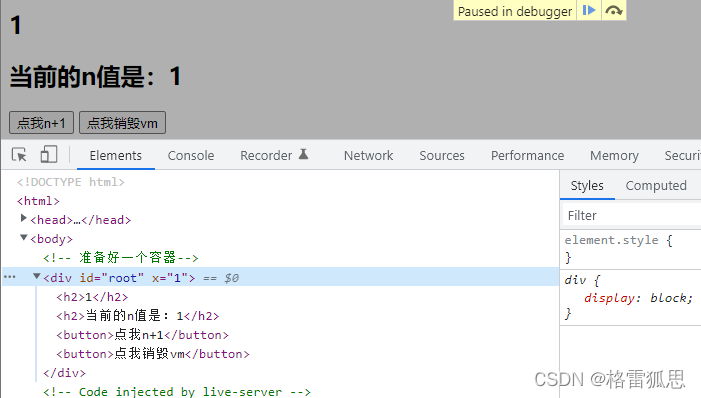 Paused in debugger
1
当前的n值是：1
点我n+1 点我销毁vm
Elements Console Recorder Network Sources Performance Memory Securi
<!DOCTYPE html>
<html>
<head>…</head>
<body>
<!-- 准备好一个容器-->
<div id="root" x="1"> == $0
<h2>1</h2>
<h2>当前的n值是：1</h2>
<button>点我n+1</button>
<button>点我销毁vm</button>
</div>
<!-- Code injected by live-server -->
Styles Computed
Filter
element.style {
}
div {
display: block;
}
CSDN @格雷狐思